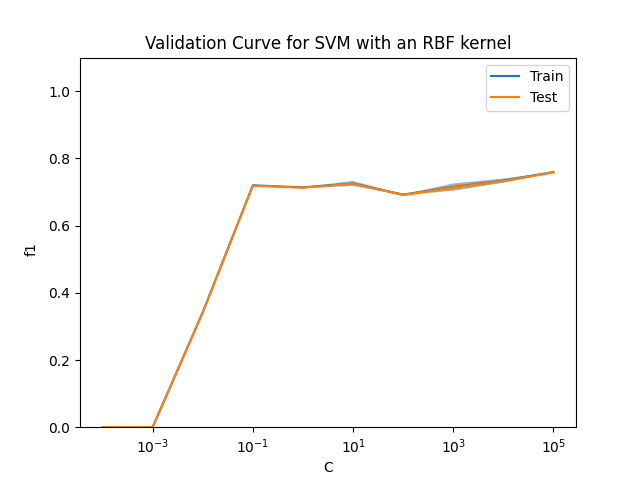 Validation Curve for SVM with an RBF kernel
Train
Test
1.0
0.8
0.6
0.4
0.2
0.0
f1
10⁻³
10⁻¹
10¹
10³
10⁵
C